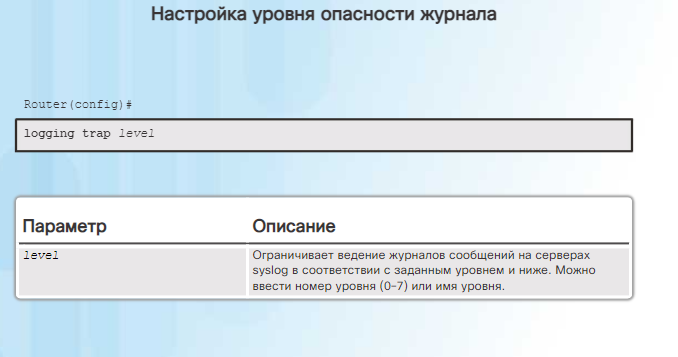 Настройка уровня опасности журнала
Router(config)#
logging trap level
Параметр Описание
level Ограничивает ведение журналов сообщений на серверах
syslog в соответствии с заданным уровнем и ниже. Можно
ввести номер уровня (0–7) или имя уровня.